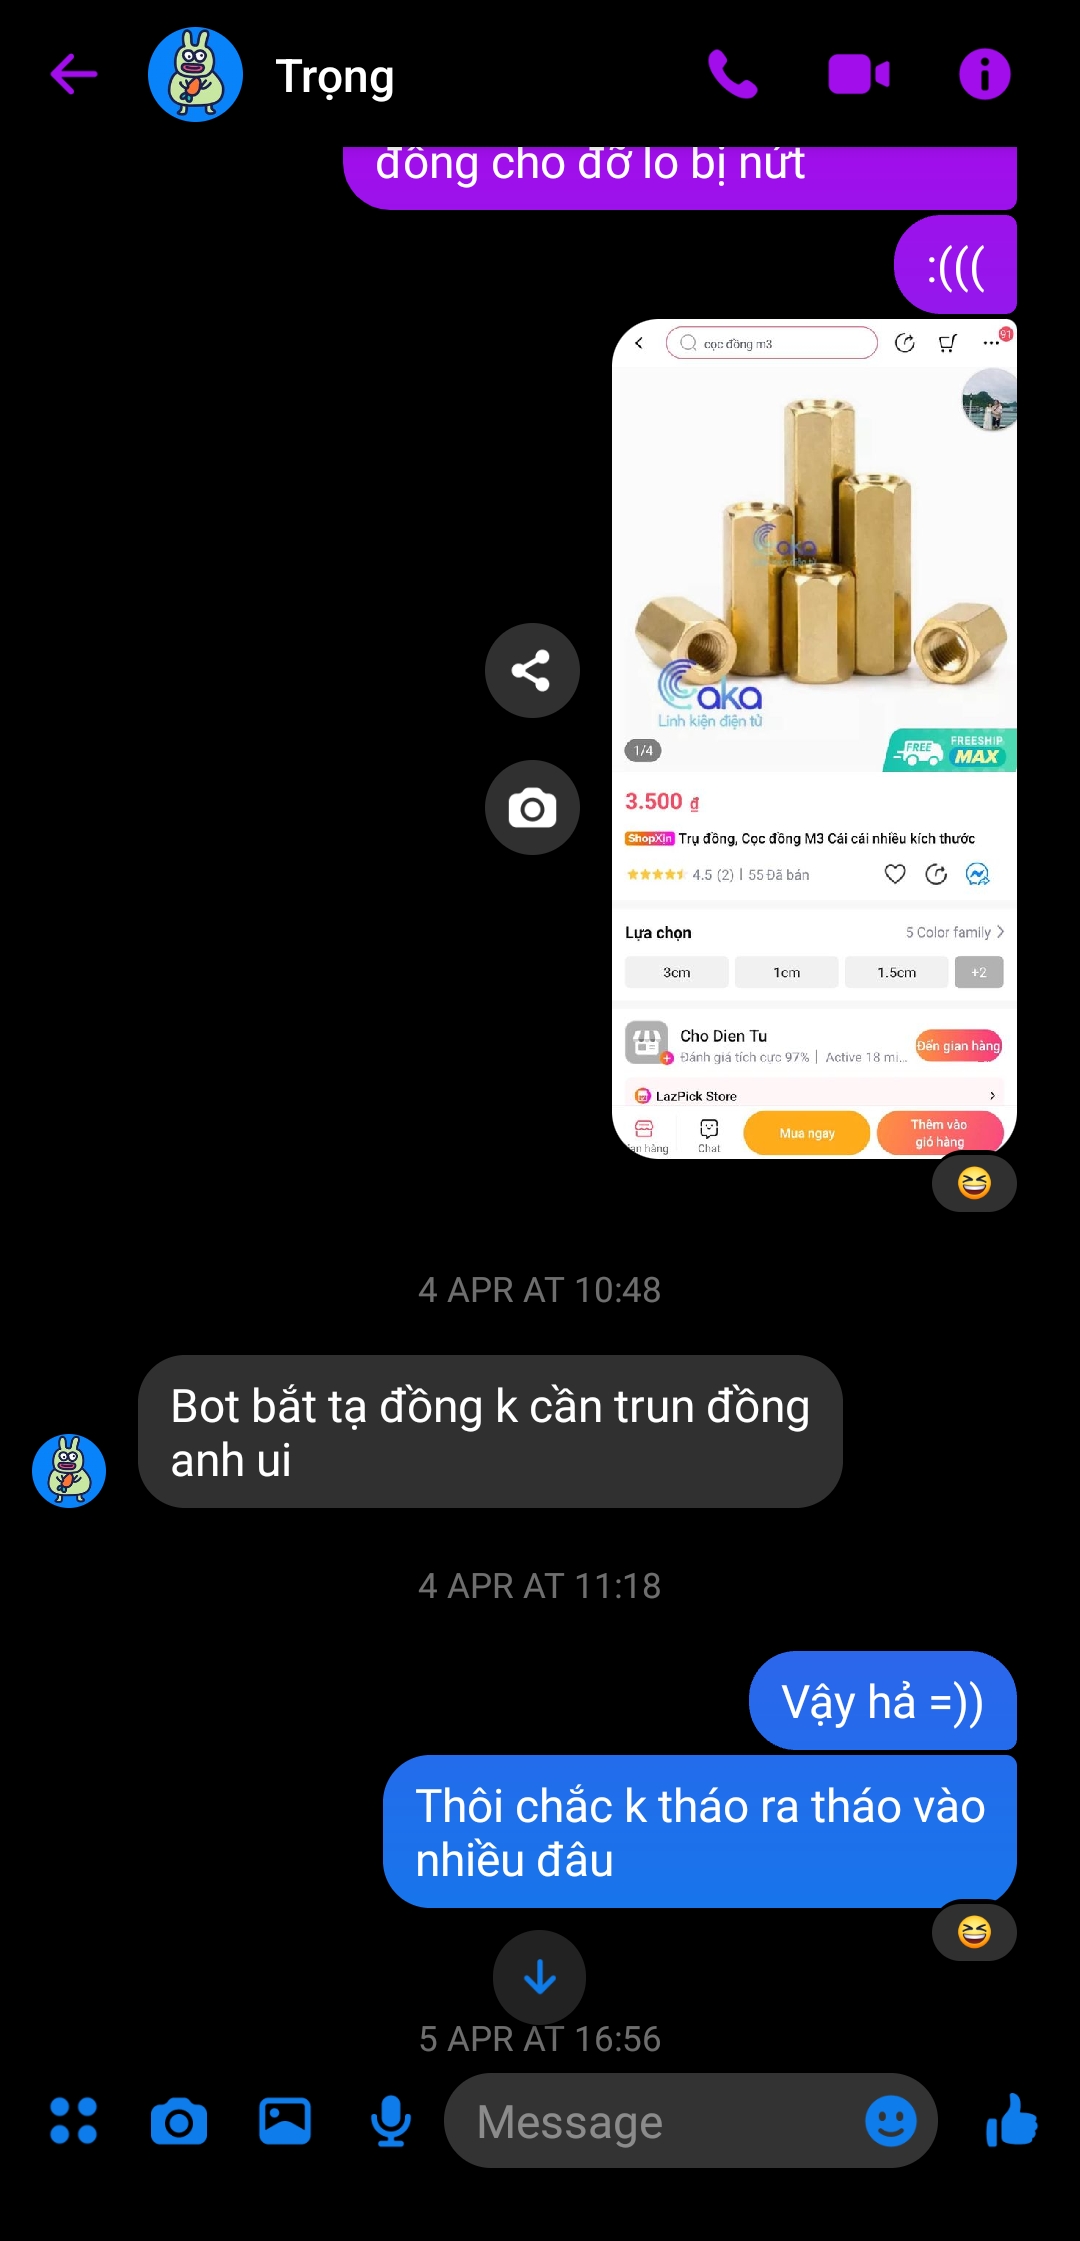 Trọng
đồng cho đỡ lo bị nứt
:(((
cọc đồng m3
91
aka
aka
Linh kiện điện tử
1/4
FREE
FREESHIP
MAX
3.500 ₫
ShopXịn Trụ đồng, Cọc đồng M3 Cái cái nhiều kích thước
4.5 (2) | 55 Đã bán
Lựa chọn
5 Color family >
3cm
1cm
1.5cm
+2
Cho Dien Tu
Đánh giá tích cực 97% | Active 18 mi...
Đến gian hàng
LazPick Store
an hàng
Chat
Mua ngay
Thêm vào
giỏ hàng
4 APR AT 10:48
Bot bắt tạ đồng k cần trun đồng
anh ui
4 APR AT 11:18
Vậy hả =))
Thôi chắc k tháo ra tháo vào
nhiều đâu
5 APR AT 16:56
Message